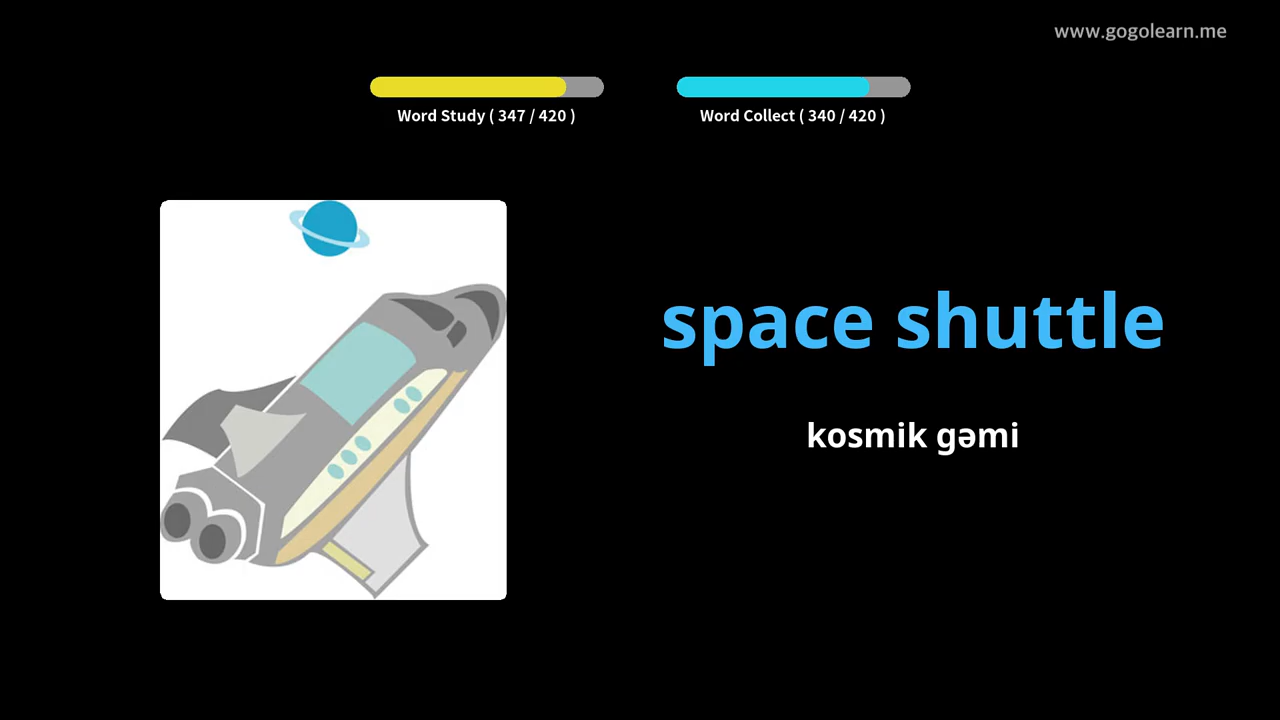 www.gogolearn.me
Word Study ( 347 / 420 )
Word Collect ( 340 / 420 )
space shuttle
kosmik gəmi